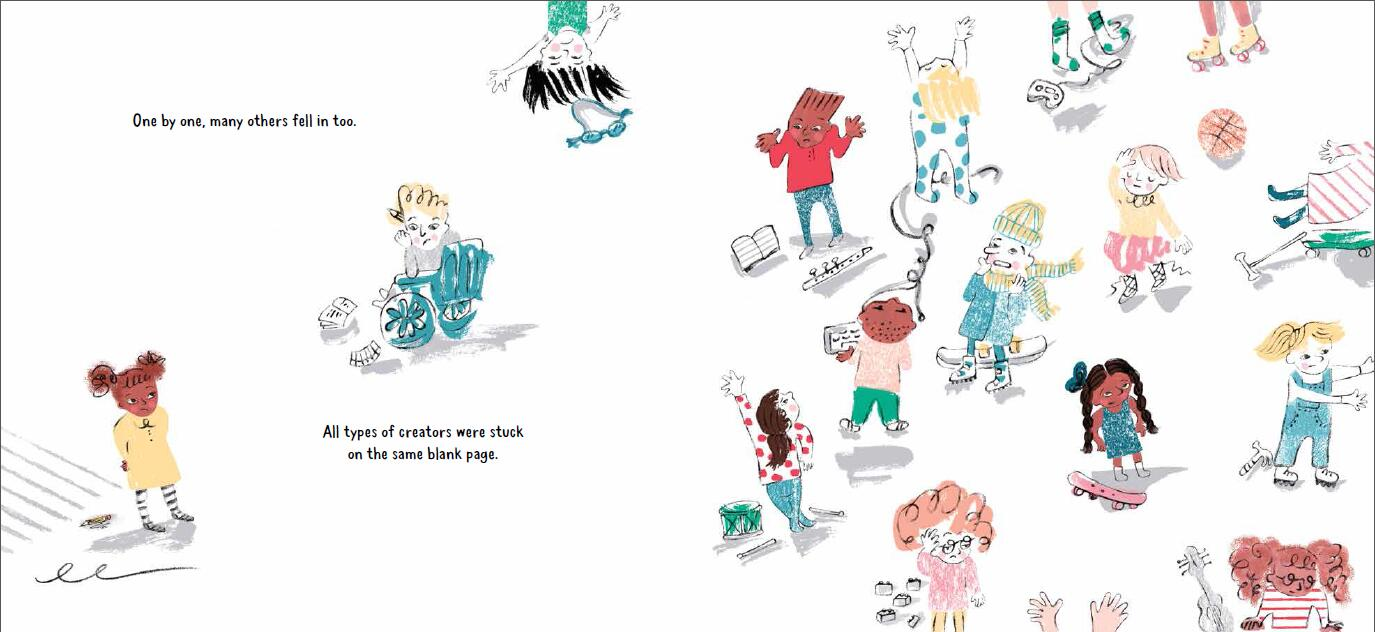 One by one, many others fell in too.
All types of creators were stuck
on the same blank page.